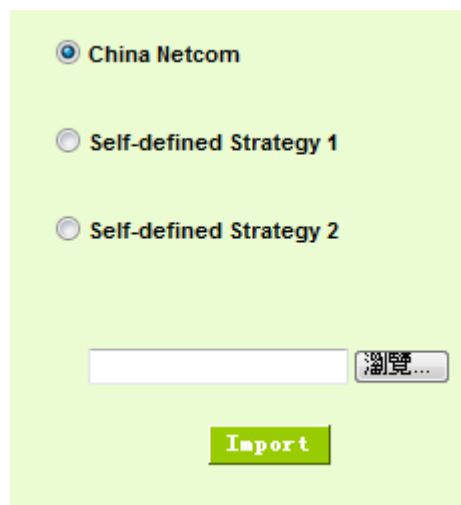 China Netcom
Self-defined Strategy 1
Self-defined Strategy 2
瀏覽...
Import